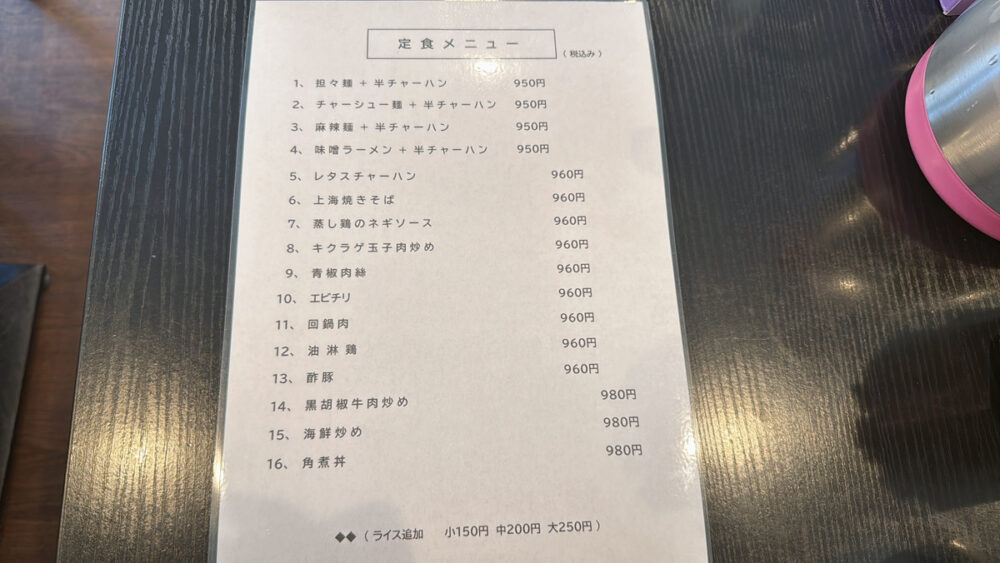 定食メニュー
（税込み）
1、 担々麺 + 半チャーハン 950円
2、 チャーシュー麺 + 半チャーハン 950円
3、 麻辣麺 + 半チャーハン 950円
4、 味噌ラーメン + 半チャーハン 950円
5、 レタスチャーハン 960円
6、 上海焼きそば 960円
7、 蒸し鶏のネギソース 960円
8、 キクラゲ玉子肉炒め 960円
9、 青椒肉絲 960円
10、 エビチリ 960円
11、 回鍋肉 960円
12、 油淋鶏 960円
13、 酢豚 960円
14、 黒胡椒牛肉炒め 980円
15、 海鮮炒め 980円
16、 角煮丼 980円
◆◆（ライス追加 小150円 中200円 大250円）